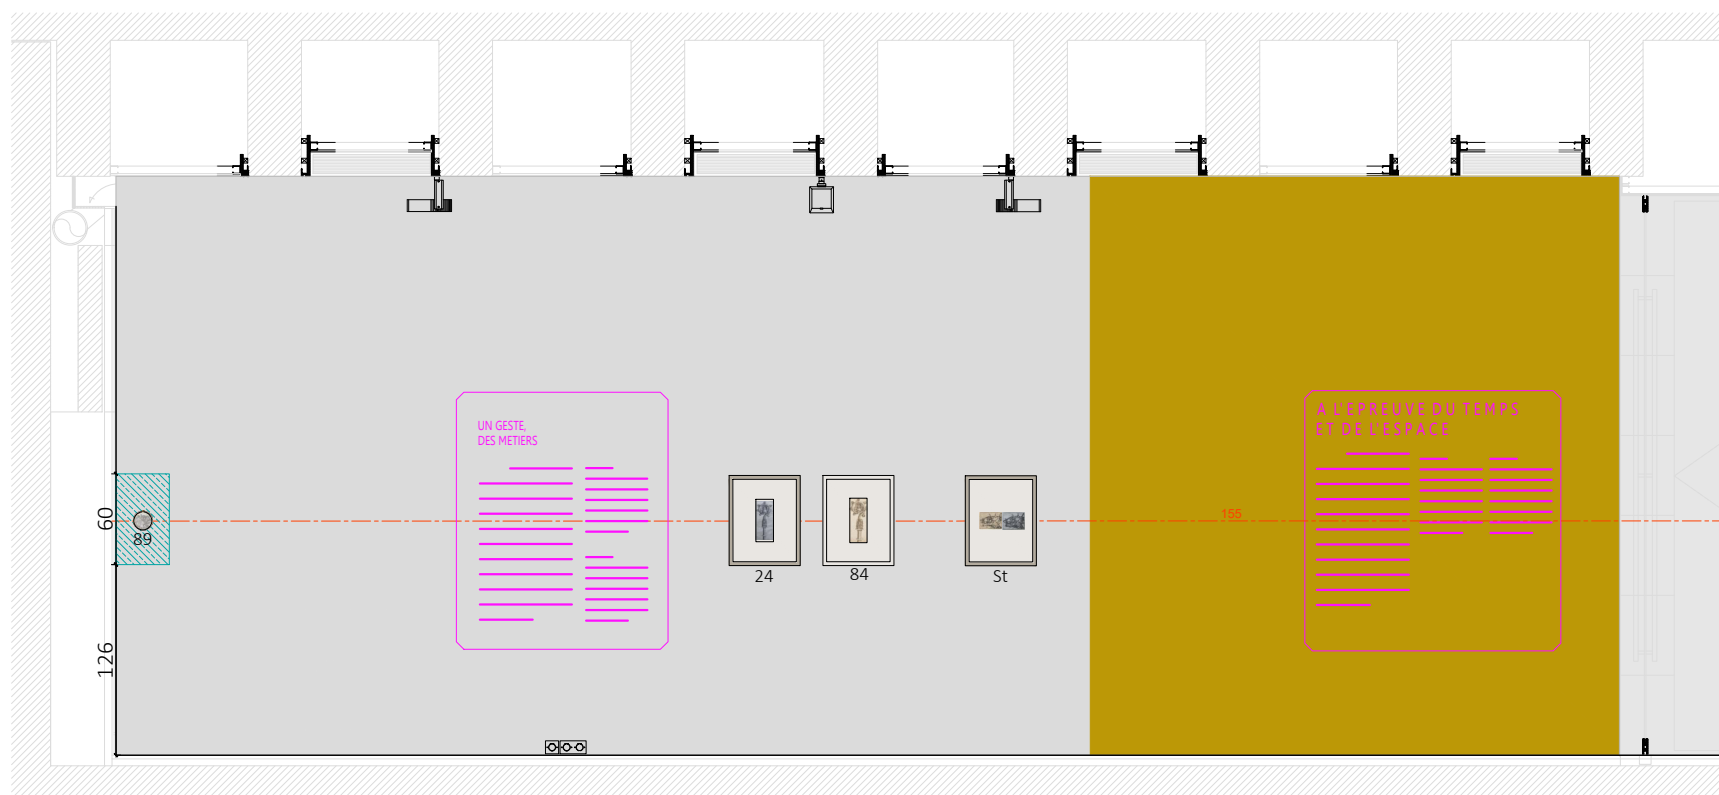 UN GESTE,
DES METIERS
A L'EPREUVE DU TEMPS
ET DE L'ESPACE
155
60
89
24
84
St
126